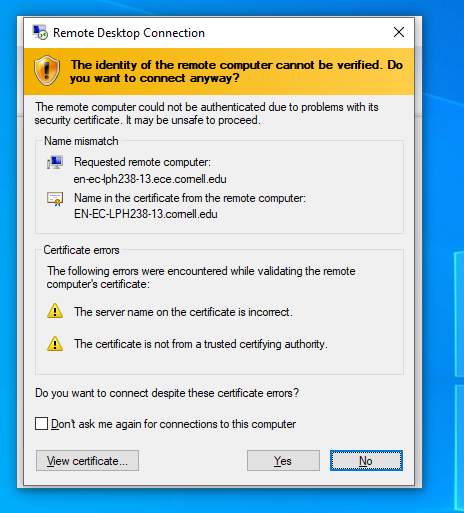 Remote Desktop Connection
The identity of the remote computer cannot be verified. Do
you want to connect anyway?
The remote computer could not be authenticated due to problems with its
security certificate. It may be unsafe to proceed.
Name mismatch
Requested remote computer:
en-ec-lph238-13.ece.cornell.edu
Name in the certificate from the remote computer:
EN-EC-LPH238-13.cornell.edu
Certificate errors
The following errors were encountered while validating the remote
computer's certificate:
The server name on the certificate is incorrect.
The certificate is not from a trusted certifying authority.
Do you want to connect despite these certificate errors?
Don't ask me again for connections to this computer
View certificate...
Yes
No